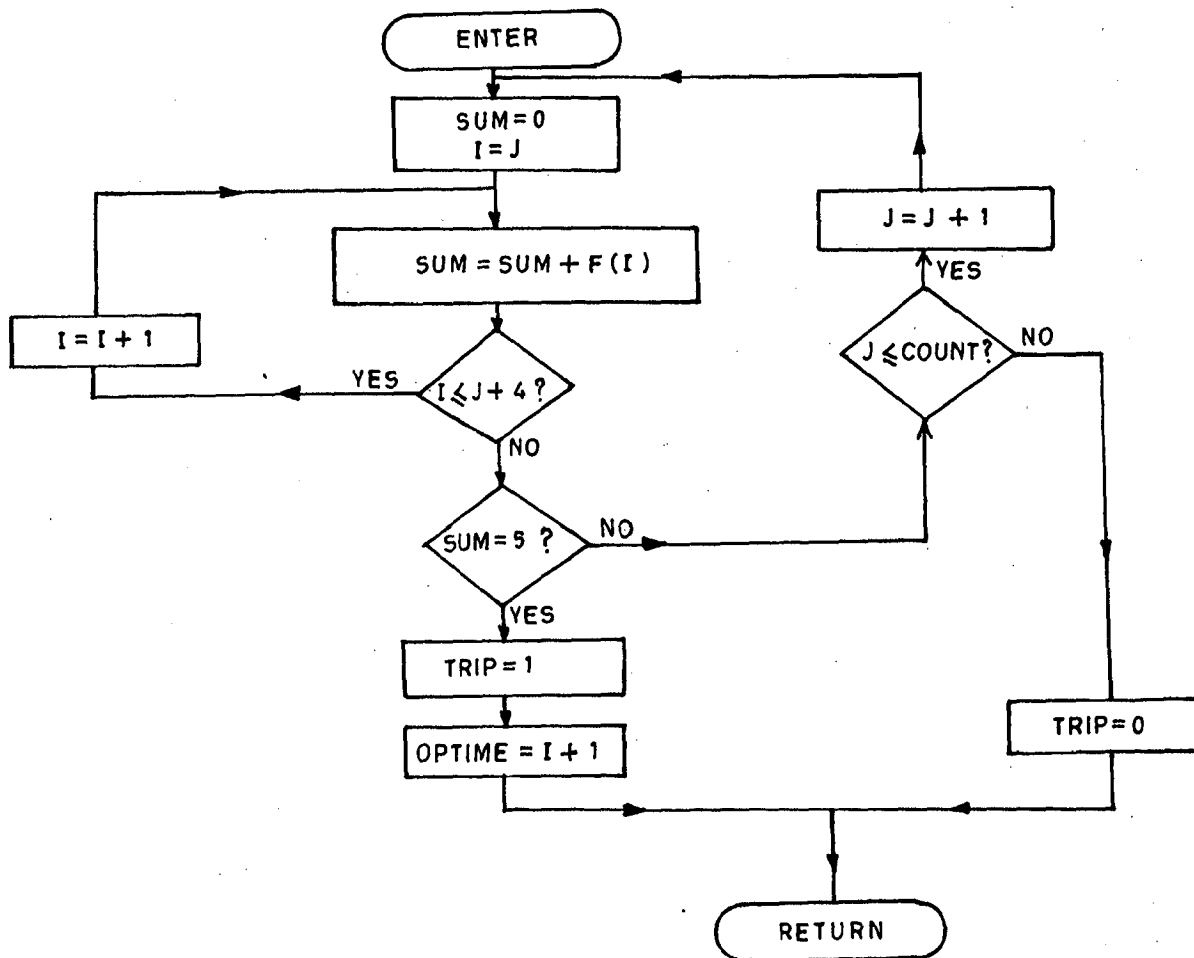 ENTER
SUM=0
I=J
SUM = SUM + F(I)
I = I + 1
I ≤ J + 4 ?
YES
NO
SUM = 5 ?
NO
YES
TRIP = 1
OPTIME = I + 1
J = J + 1
YES
J ≤ COUNT?
NO
TRIP = 0
RETURN